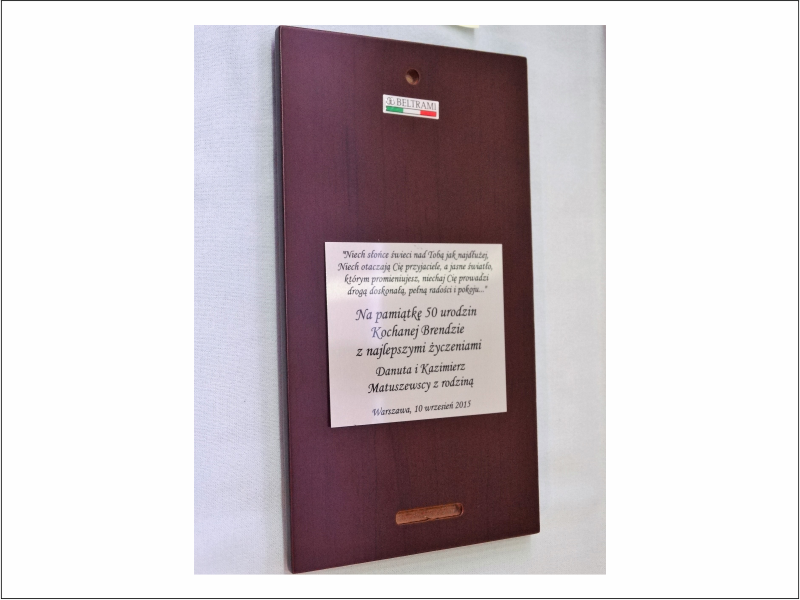 BELTRAMI
"Niech słońce świeci nad Tobą jak najdłużej,
Niech otaczają Cię przyjaciele, a jasne światło,
którym promieniujesz, niechaj Cię prowadzi
drogą doskonałą, pełną radości i pokoju..."
Na pamiątkę 50 urodzin
Kochanej Brendzie
z najlepszymi życzeniami
Danuta i Kazimierz
Matuszewscy z rodziną
Warszawa, 10 wrzesień 2015